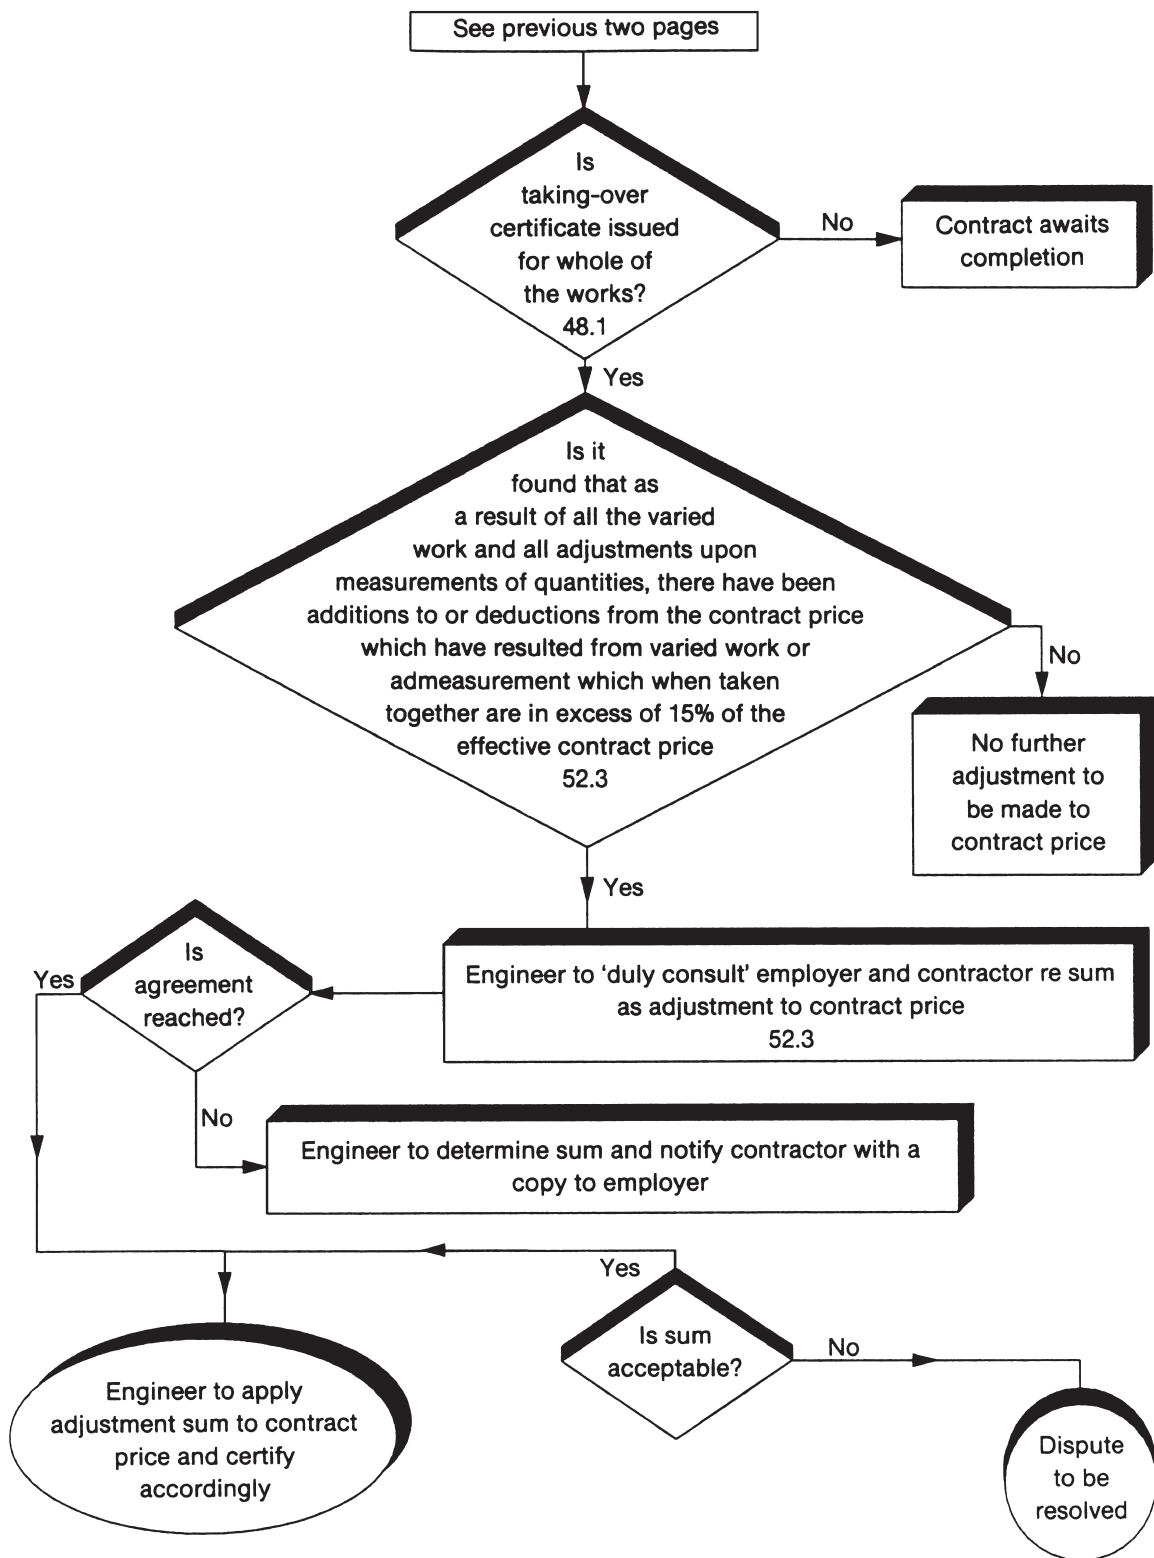 See previous two pages
Is
taking-over
certificate issued
for whole of
the works?
48.1
No
Contract awaits
completion
Yes
Is it
found that as
a result of all the varied
work and all adjustments upon
measurements of quantities, there have been
additions to or deductions from the contract price
which have resulted from varied work or
admeasurement which when taken
together are in excess of 15% of the
effective contract price
52.3
No
No further
adjustment to
be made to
contract price
Yes
Engineer to ‘duly consult’ employer and contractor re sum
as adjustment to contract price
52.3
Is
agreement
reached?
Yes
No
Engineer to determine sum and notify contractor with a
copy to employer
Yes
Is sum
acceptable?
No
Engineer to apply
adjustment sum to contract
price and certify
accordingly
Dispute
to be
resolved